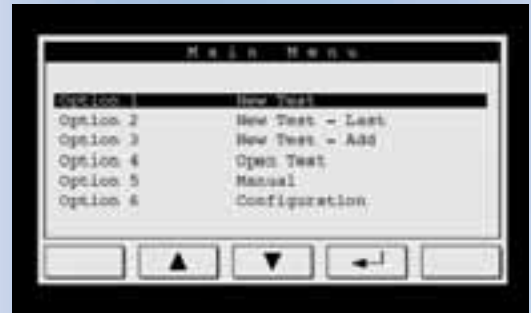 Main Menu
Option 1 New Test
Option 2 New Test - Last
Option 3 New Test - Add
Option 4 Open Test
Option 5 Manual
Option 6 Configuration